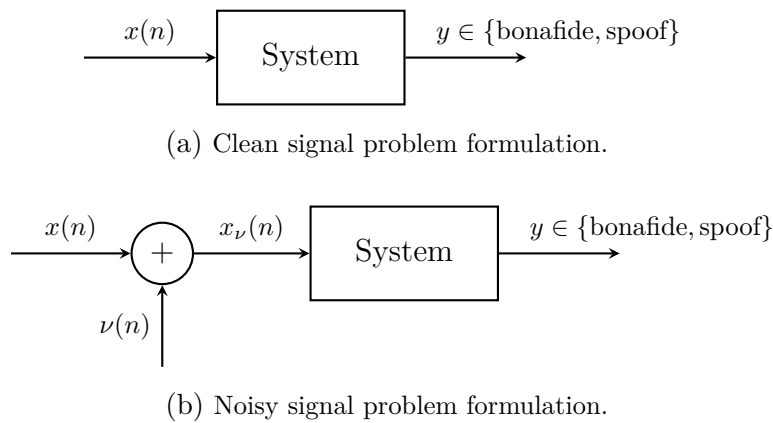 x(n)
System
y ∈ {bonafide, spoof}
(a) Clean signal problem formulation.
x(n)
+
x_ν(n)
System
y ∈ {bonafide, spoof}
ν(n)
(b) Noisy signal problem formulation.